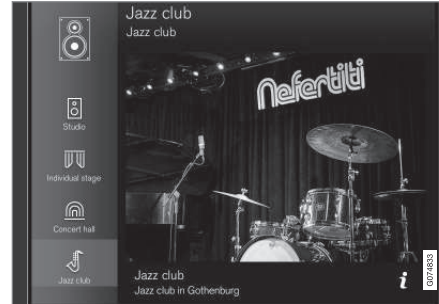 Jazz club
Jazz club
Nefertiti
Studio
Individual stage
Concert hall
Jazz club
Jazz club
Jazz club in Gothenburg
i
G074833